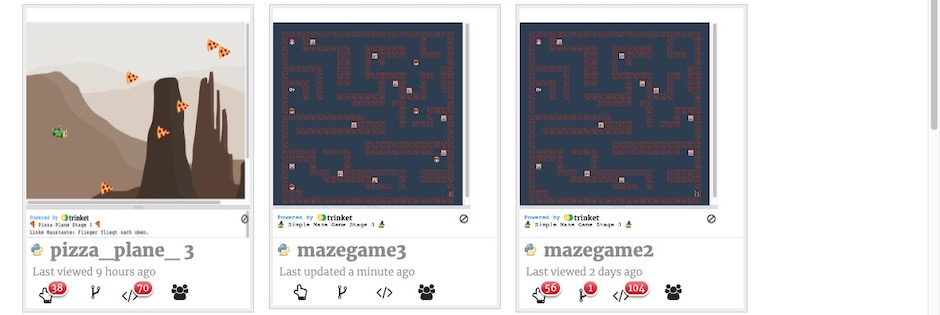 Powered by trinket
Pizza Plane Stage 3
Linke Maustaste: Flieger fliegt nach oben.
pizza_plane_ 3
Last viewed 9 hours ago
38
70
Powered by trinket
Simple Maze Game Stage 3
mazegame3
Last updated a minute ago
Powered by trinket
Simple Maze Game Stage 3
mazegame2
Last viewed 2 days ago
56
1
104